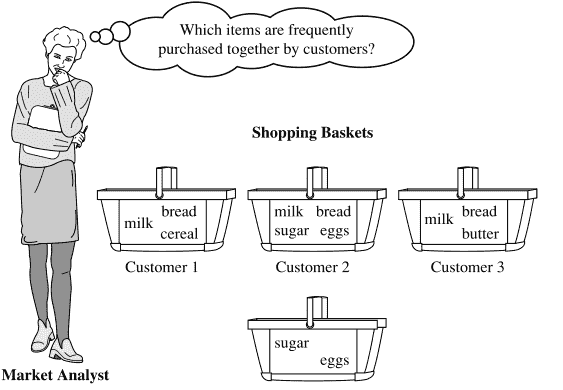 Which items are frequently
purchased together by customers?
Shopping Baskets
milk bread
cereal
milk bread
sugar eggs
milk bread
butter
Customer 1
Customer 2
Customer 3
sugar
eggs
Market Analyst